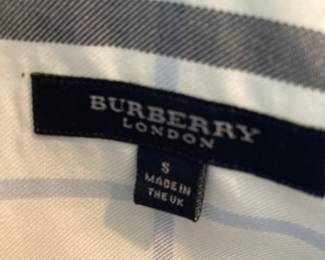 BURBERRY
LONDON
S
MADE IN
THE UK